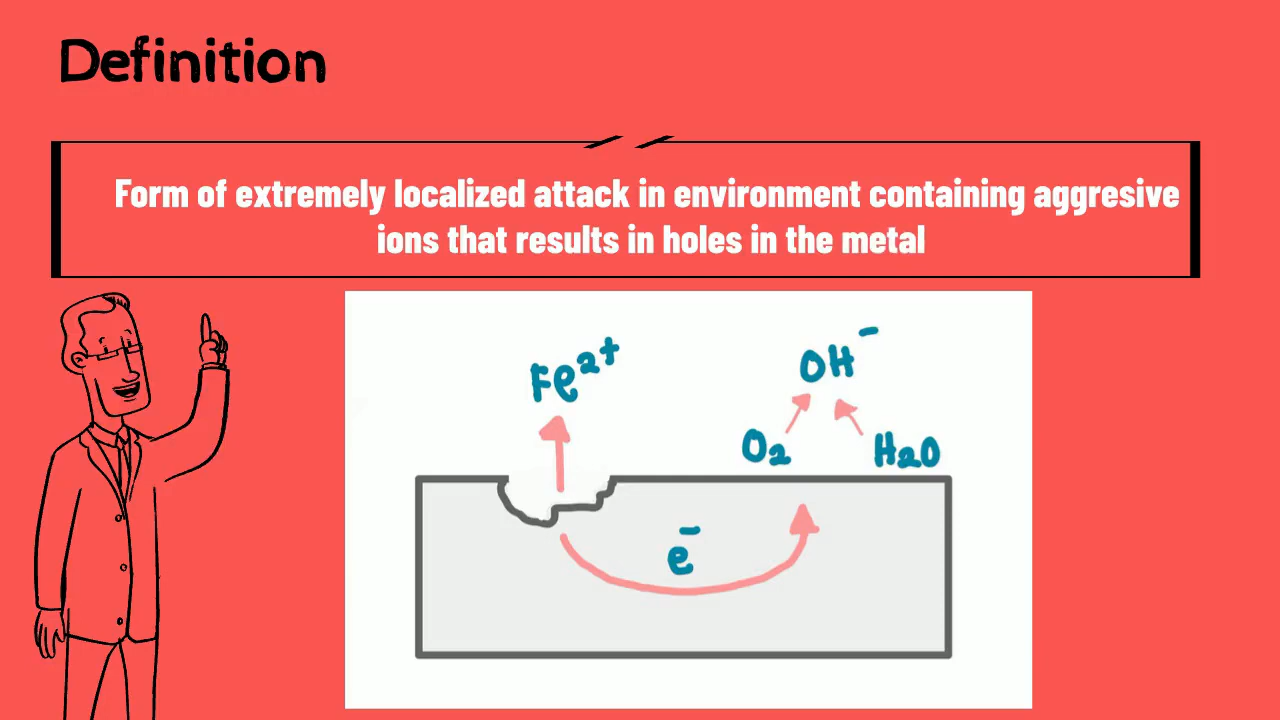 Definition
Form of extremely localized attack in environment containing aggresive
ions that results in holes in the metal
Fe²⁺
OH⁻
O₂
H₂O
e⁻